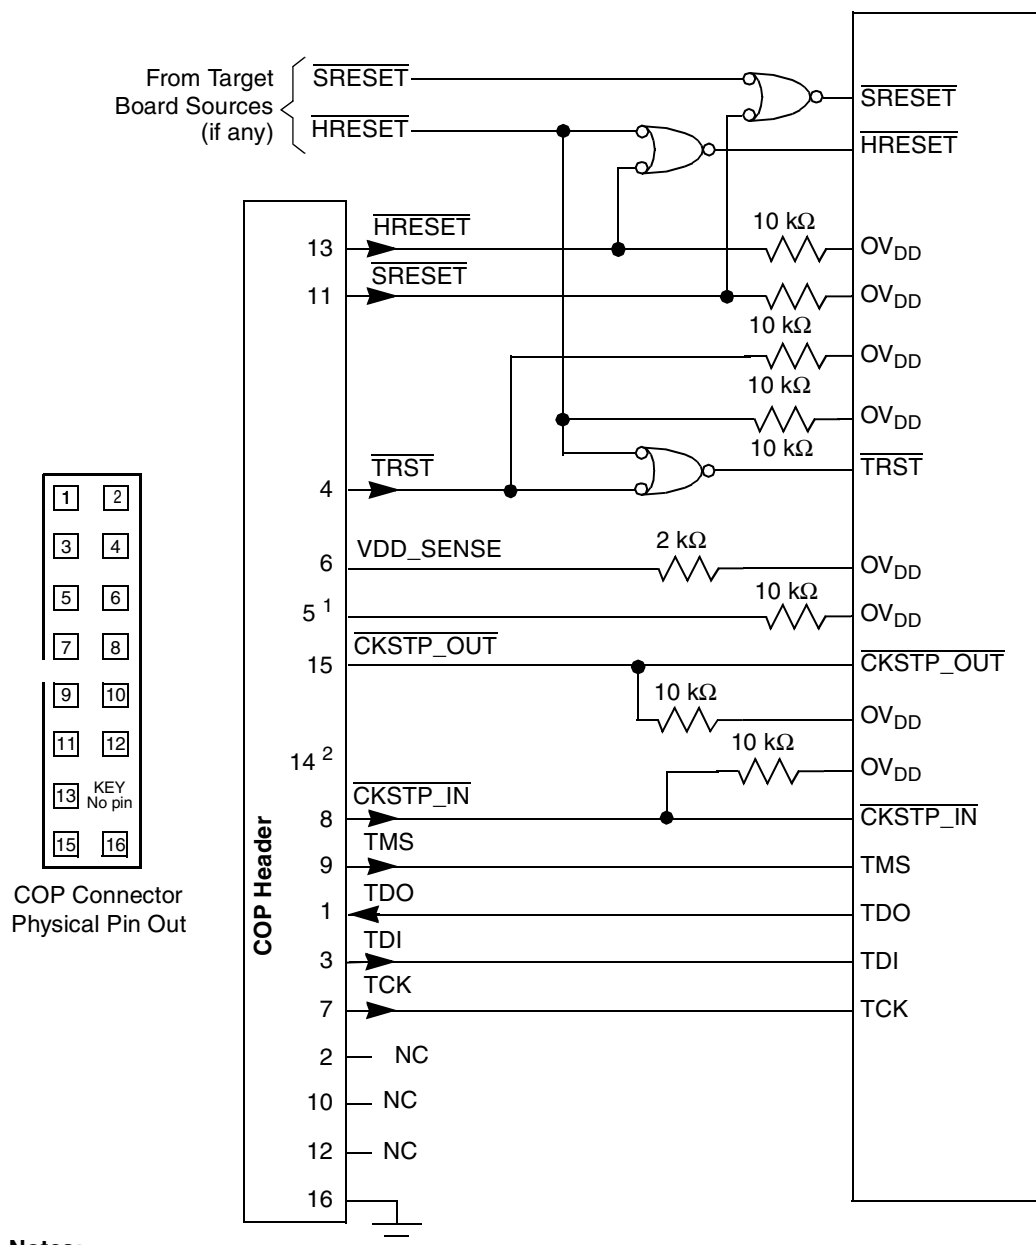 From Target
Board Sources
(if any)
SRESET
HRESET
SRESET
HRESET
13
HRESET
10 kΩ
OVDD
11
SRESET
10 kΩ
OVDD
10 kΩ
OVDD
10 kΩ
OVDD
4
TRST
TRST
6
VDD_SENSE
2 kΩ
OVDD
5 1
10 kΩ
OVDD
15
CKSTP_OUT
CKSTP_OUT
10 kΩ
OVDD
14 2
10 kΩ
OVDD
8
CKSTP_IN
CKSTP_IN
9
TMS
TMS
1
TDO
TDO
3
TDI
TDI
7
TCK
TCK
2
NC
10
NC
12
NC
16
COP Header
1 2
3 4
5 6
7 8
9 10
11 12
13 KEY
No pin
15 16
COP Connector
Physical Pin Out
Notes: